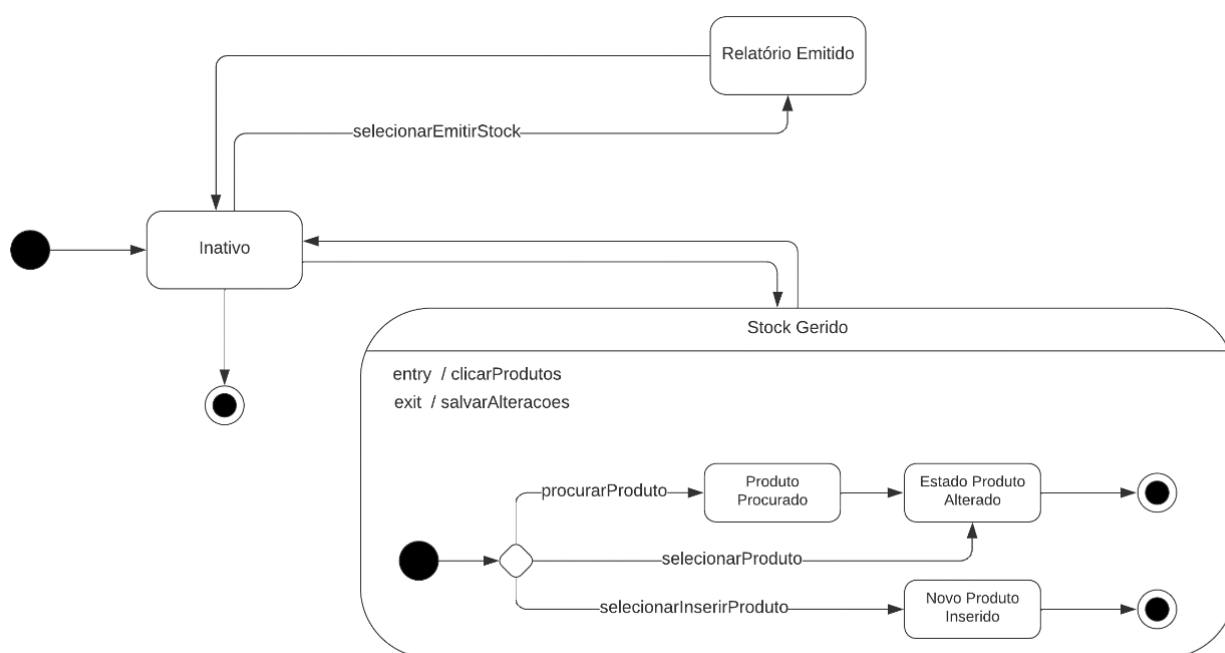 Relatório Emitido
selecionarEmitirStock
Inativo
Stock Gerido
entry / clicarProdutos
exit / salvarAlteracoes
procurarProduto
Produto
Procurado
Estado Produto
Alterado
selecionarProduto
selecionarInserirProduto
Novo Produto
Inserido